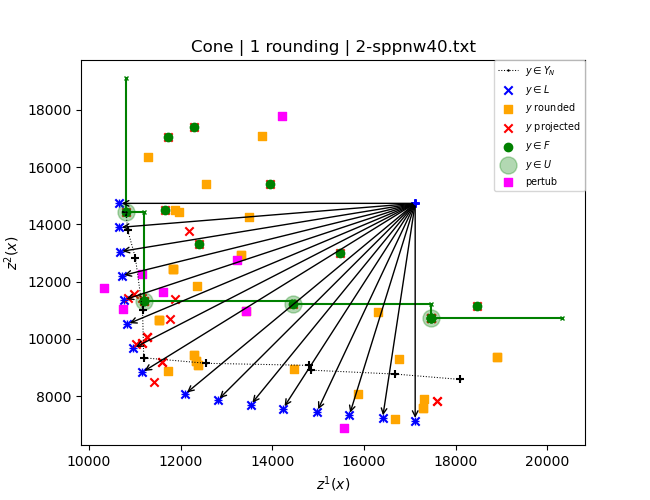 Cone | 1 rounding | 2-sppnw40.txt
y ∈ Y_N
y ∈ L
y rounded
y projected
y ∈ F
y ∈ U
pertub
18000
16000
14000
12000
10000
8000
z²(x)
10000 12000 14000 16000 18000 20000
z¹(x)